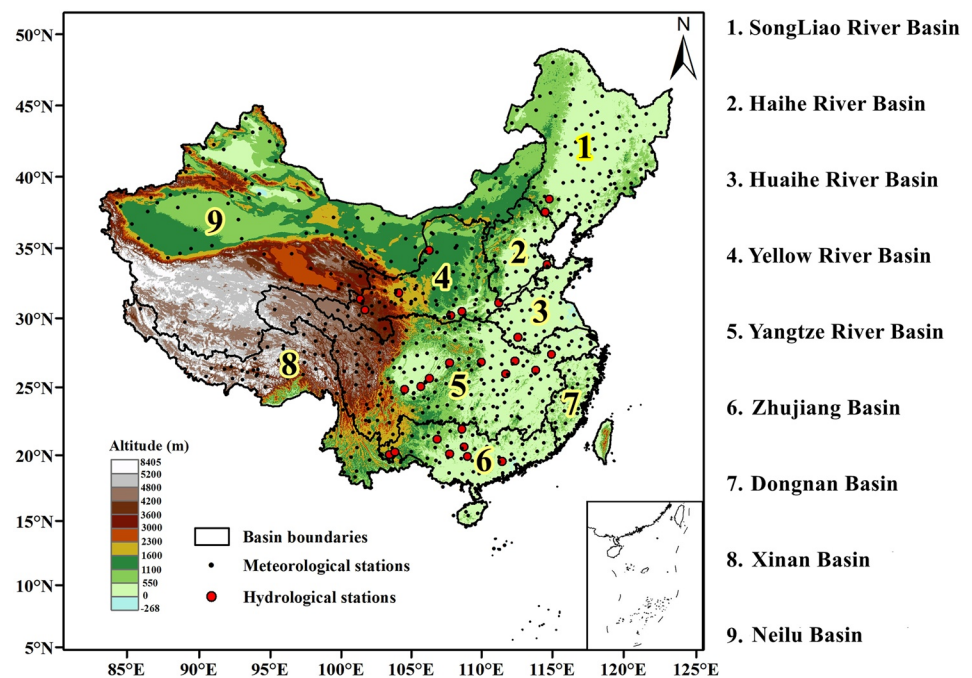 50°N
45°N
40°N
35°N
30°N
25°N
20°N
15°N
10°N
5°N
85°E
90°E
95°E
100°E
105°E
110°E
115°E
120°E
125°E
N
1
2
3
4
5
6
7
8
9
Altitude (m)
8405
5200
4800
4200
3600
3000
2300
1600
1100
550
0
-268
Basin boundaries
Meteorological stations
Hydrological stations
1. SongLiao River Basin
2. Haihe River Basin
3. Huaihe River Basin
4. Yellow River Basin
5. Yangtze River Basin
6. Zhujiang Basin
7. Dongnan Basin
8. Xinan Basin
9. Neilu Basin